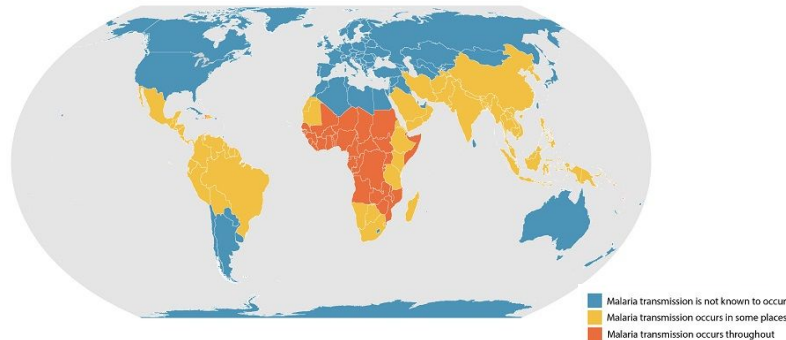 Malaria transmission is not known to occur
Malaria transmission occurs in some places
Malaria transmission occurs throughout